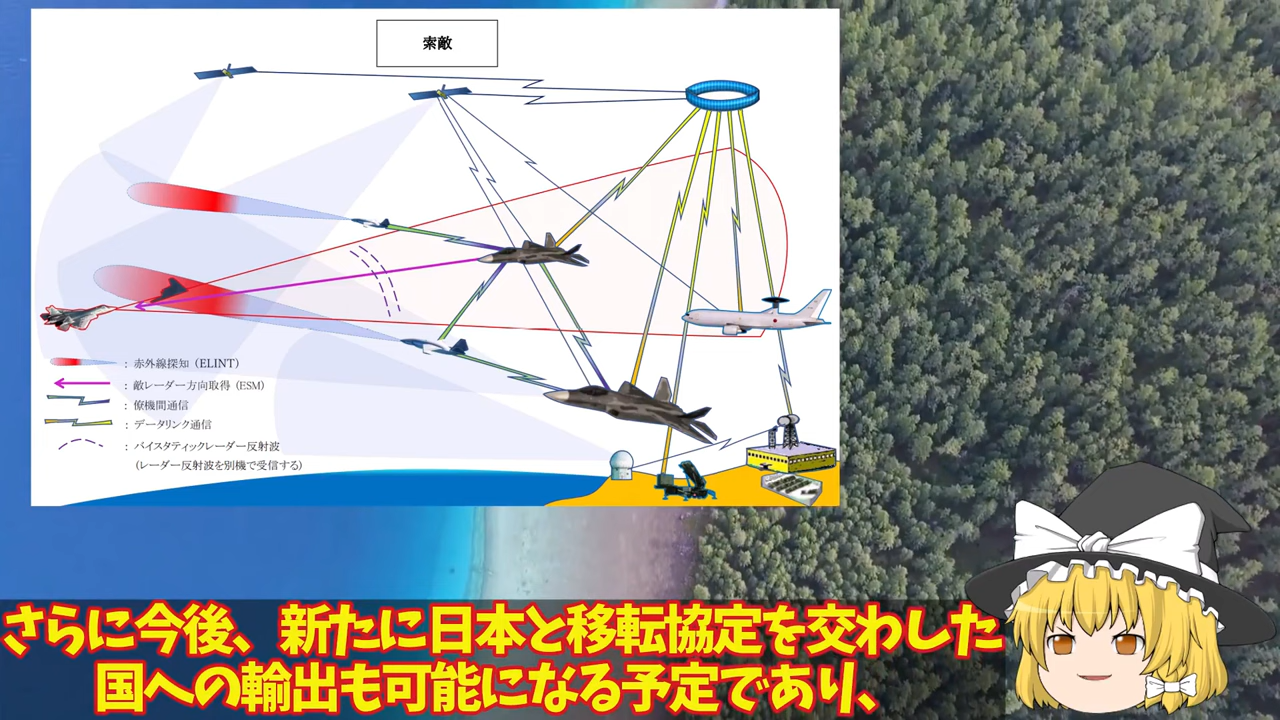 索敵
：赤外線探知（ELINT）
：敵レーダー方向取得（ESM）
：僚機間通信
：データリンク通信
：バイスタティックレーダー反射波
（レーダー反射波を別機で受信する）
さらに今後、新たに日本と移転協定を交わした
国への輸出も可能になる予定であり、